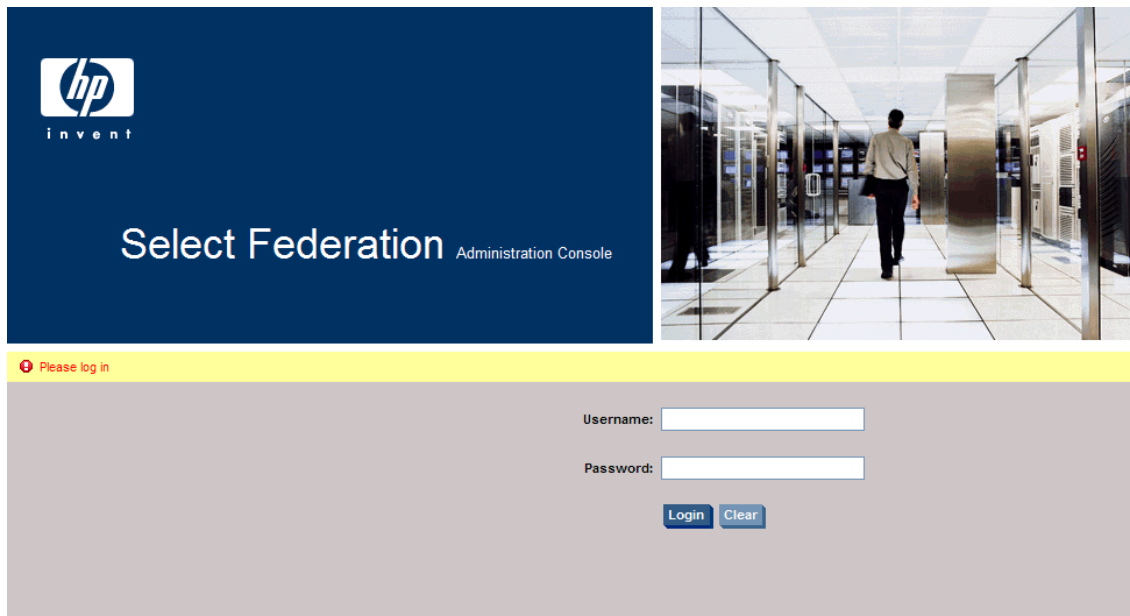 hp
invent
Select Federation Administration Console
Please log in
Username:
Password:
Login Clear